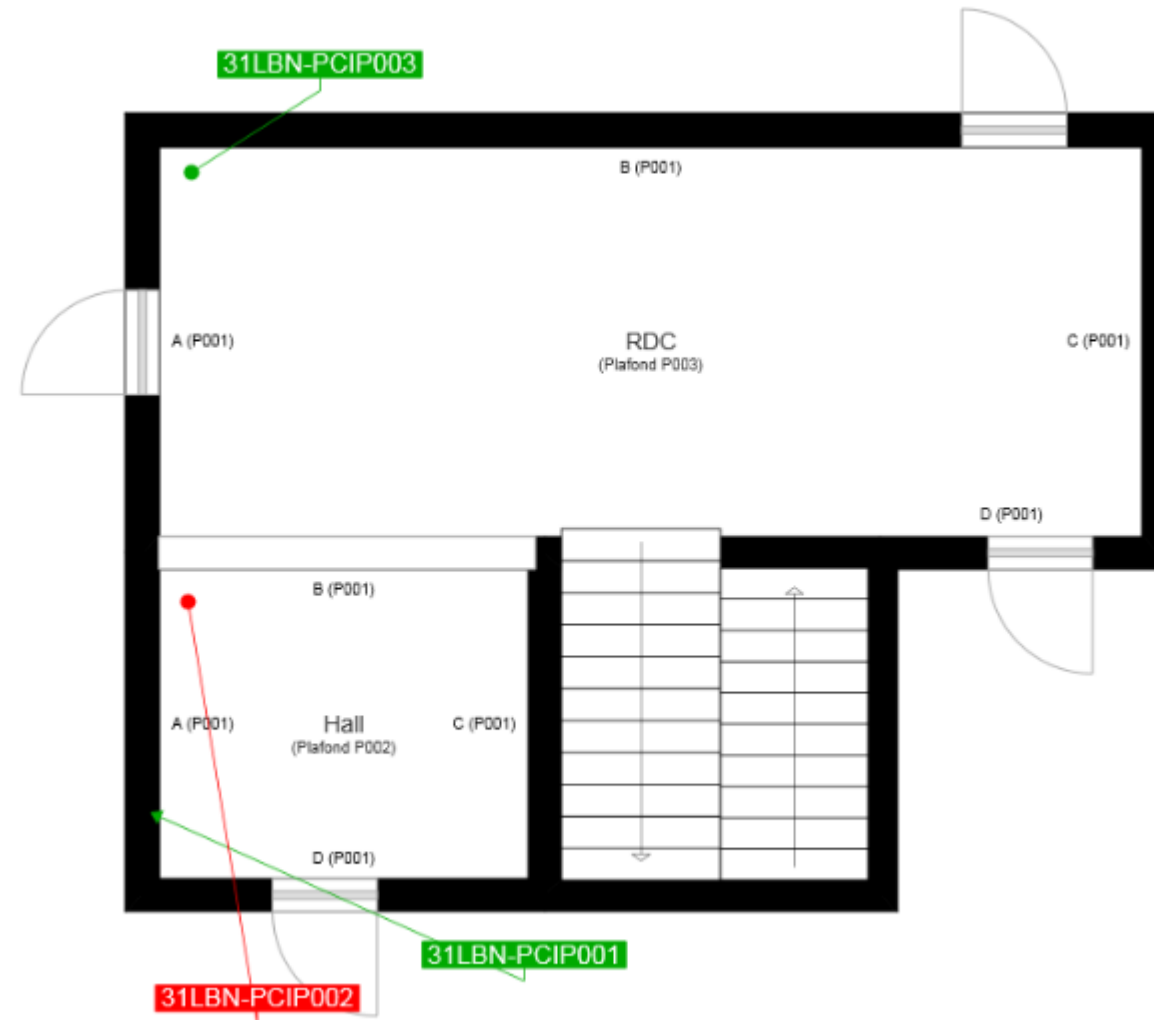 31LBN-PCIP003
B (P001)
A (P001)
RDC
(Plafond P003)
C (P001)
D (P001)
B (P001)
A (P001)
Hall
(Plafond P002)
C (P001)
D (P001)
31LBN-PCIP001
31LBN-PCIP002